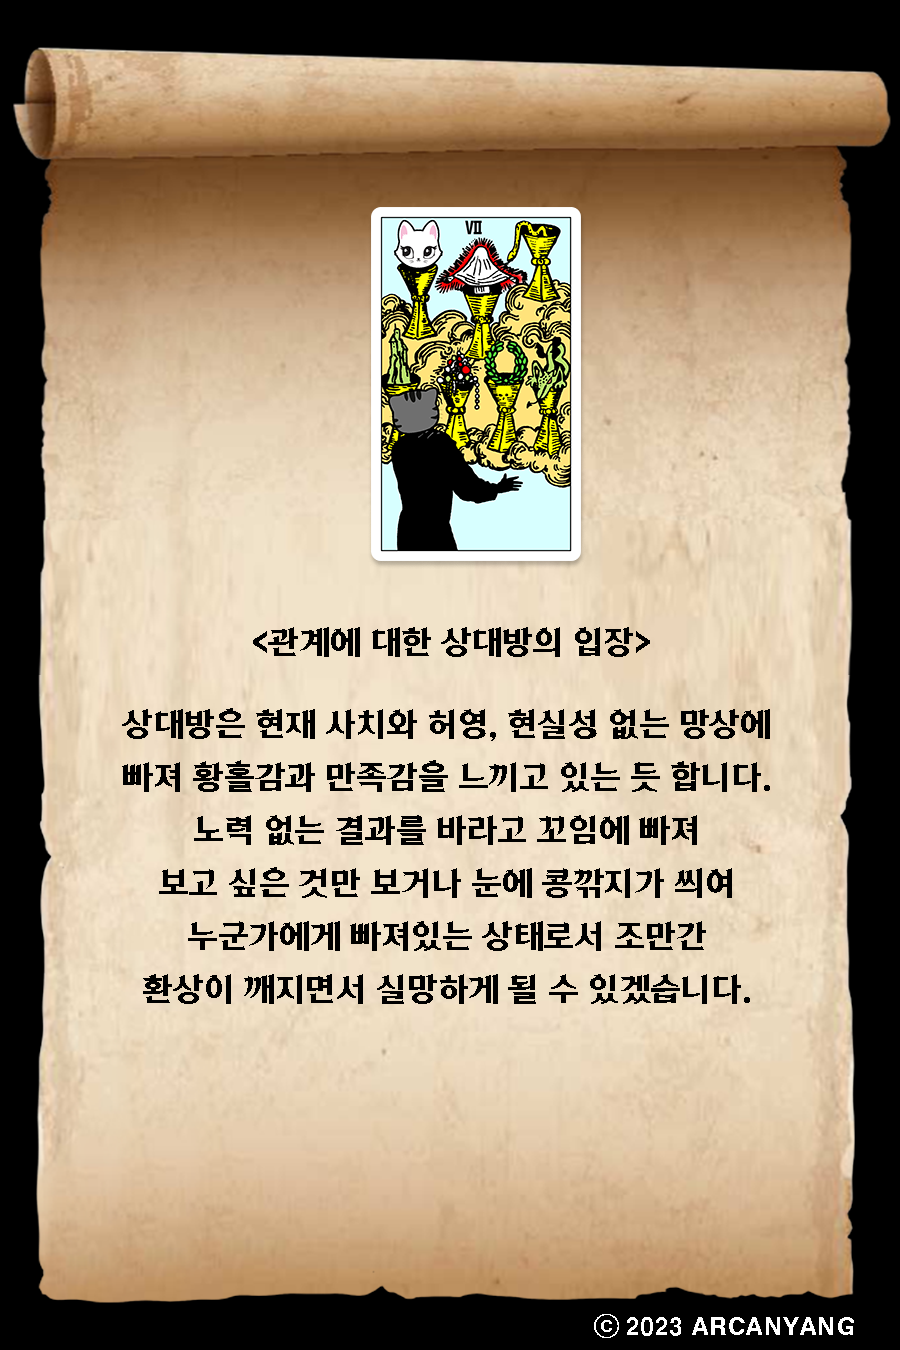 VII
<관계에 대한 상대방의 입장>
상대방은 현재 사치와 허영, 현실성 없는 망상에
빠져 황홀감과 만족감을 느끼고 있는 듯 합니다.
노력 없는 결과를 바라고 꼬임에 빠져
보고 싶은 것만 보거나 눈에 콩깎지가 씌여
누군가에게 빠져있는 상태로서 조만간
환상이 깨지면서 실망하게 될 수 있겠습니다.
ⓒ 2023 ARCANYANG